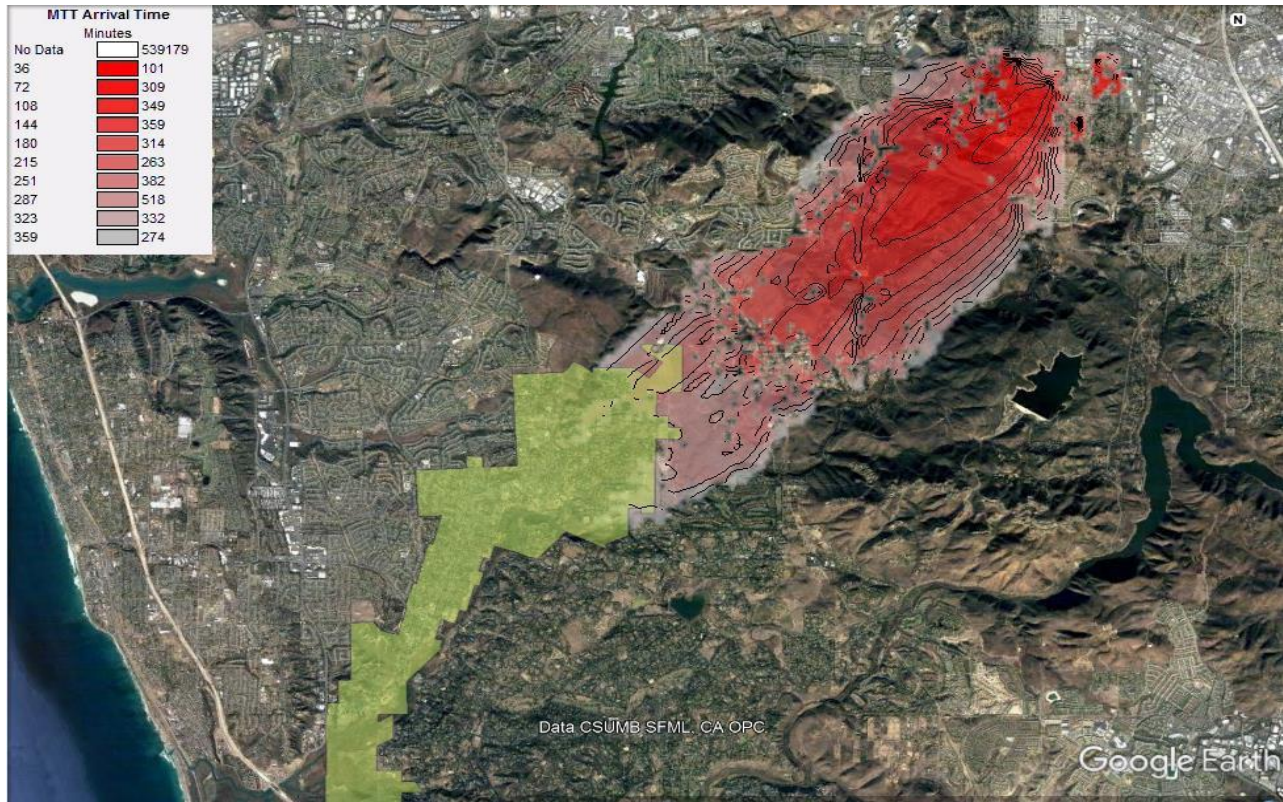 MTT Arrival Time
Minutes
No Data 539179
36 101
72 309
108 349
144 359
180 314
215 263
251 382
287 518
323 332
359 274
N
Data CSUMB SFML, CA OPC
Google Earth